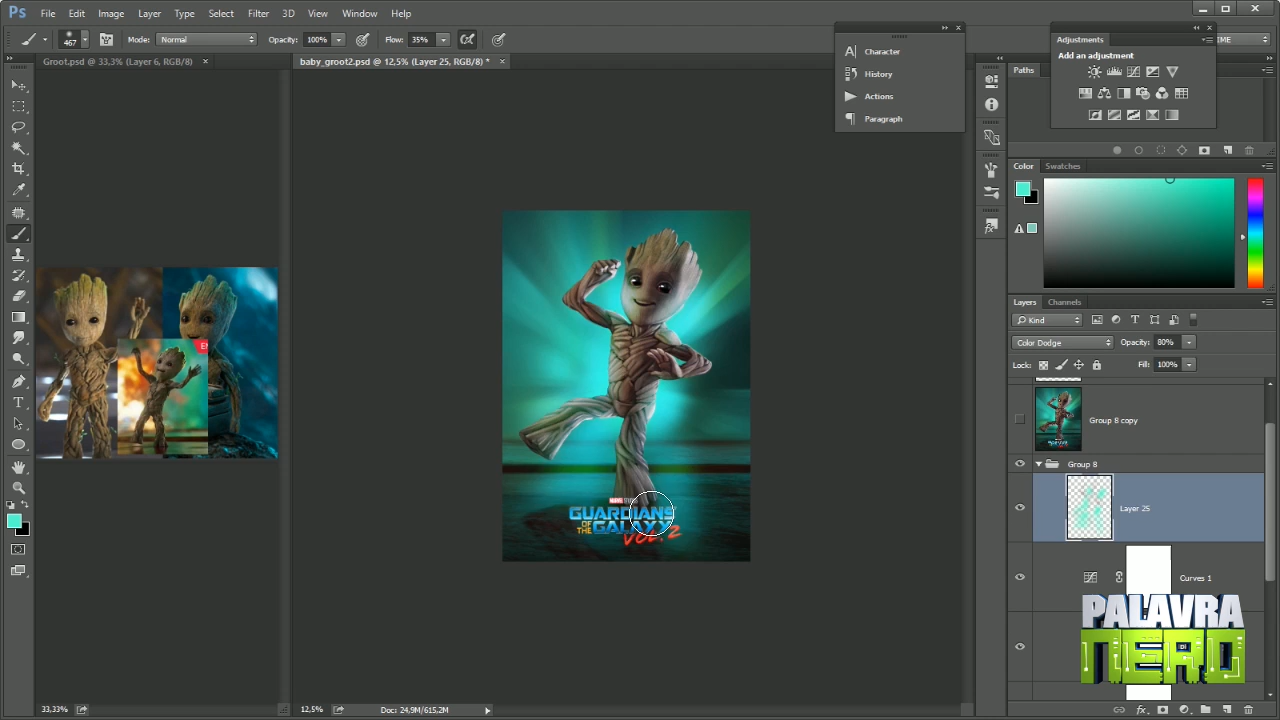 Ps File Edit Image Layer Type Select Filter 3D View Window Help
467 Mode: Normal Opacity: 100% Flow: 35%
Groot.psd @ 33,3% (Layer 6, RGB/8) × baby_groot2.psd @ 12,5% (Layer 25, RGB/8) * ×
Character
History
Actions
Paragraph
Adjustments
Add an adjustment
Paths
Color Swatches
Layers Channels
Kind
Color Dodge Opacity: 80%
Lock: Fill: 100%
Group 8 copy
Group 8
Layer 25
Curves 1
MARVEL STUDIOS
GUARDIANS
OF THE GALAXY
VOL. 2
PALAVRA
DI
NERD
33,33% 12,5% Doc: 24,9M/615,2M